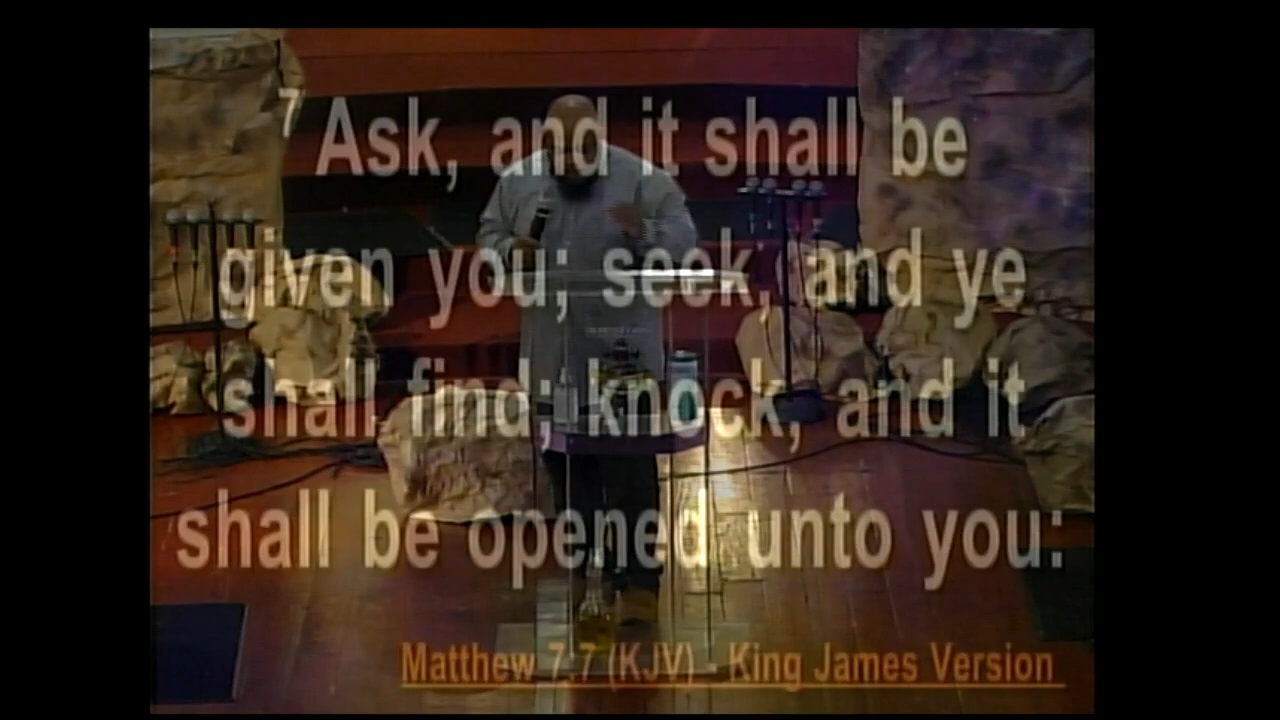 7 Ask, and it shall be
given you; seek, and ye
shall find; knock, and it
shall be opened unto you:
Matthew 7:7 (KJV) - King James Version